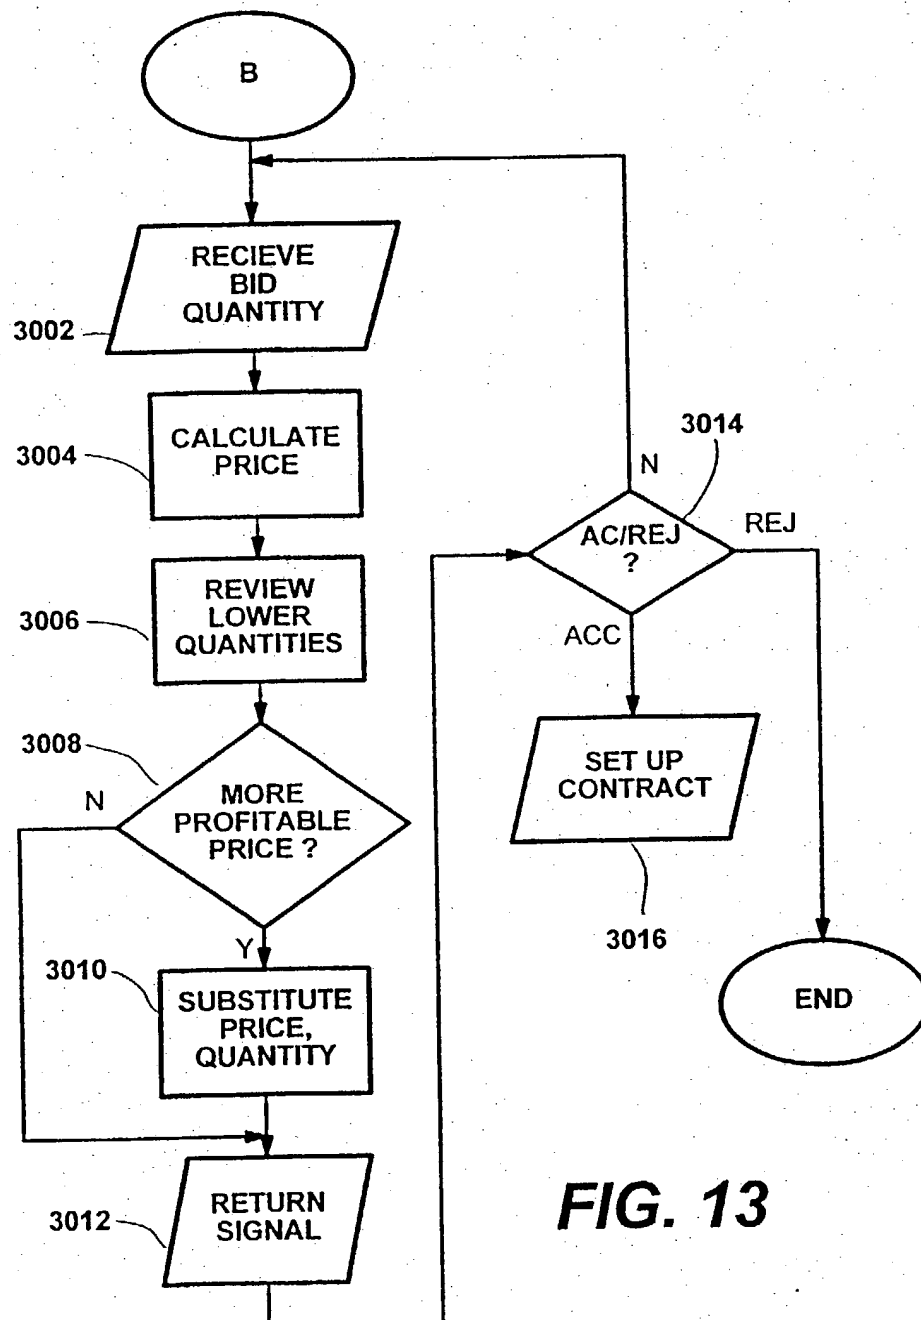 B
RECIEVE
BID
QUANTITY
3002
CALCULATE
PRICE
3004
REVIEW
LOWER
QUANTITIES
3006
3008
N
MORE
PROFITABLE
PRICE ?
Y
3010
SUBSTITUTE
PRICE,
QUANTITY
RETURN
SIGNAL
3012
3014
N
AC/REJ
?
REJ
ACC
SET UP
CONTRACT
3016
END
FIG. 13